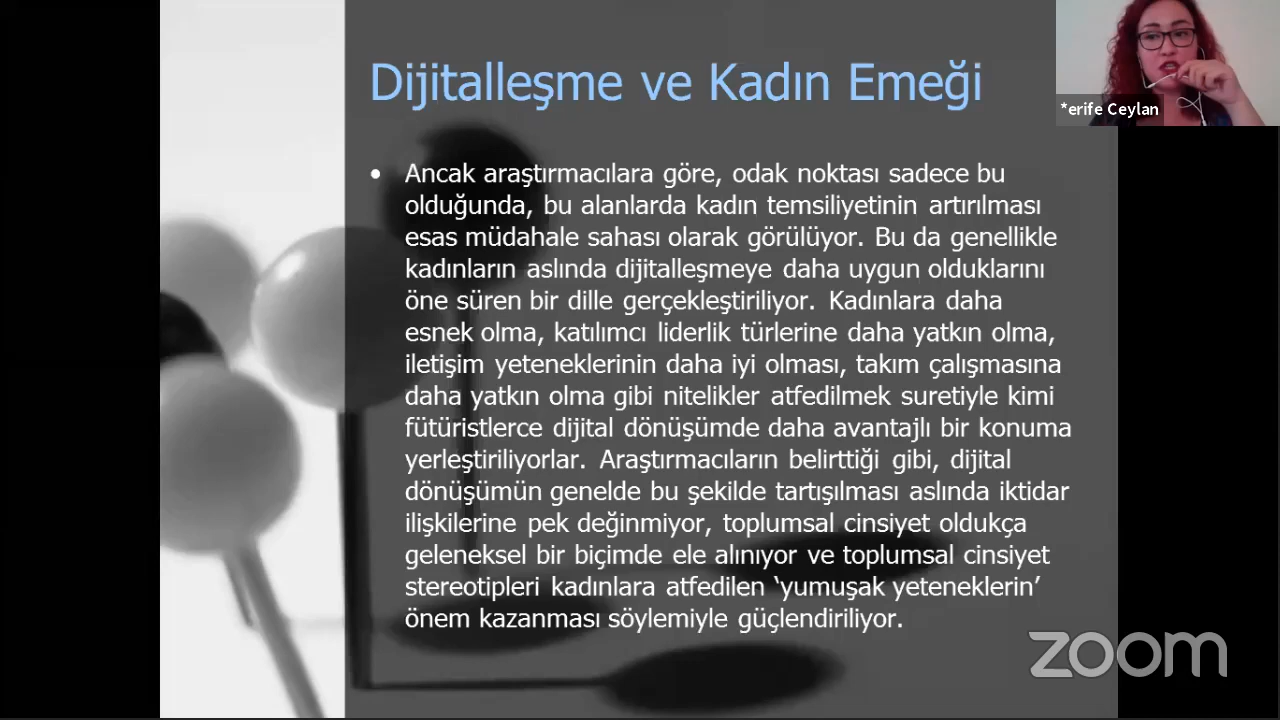 Dijitalleşme ve Kadın Emeği
*erife Ceylan
• Ancak araştırmacılara göre, odak noktası sadece bu
olduğunda, bu alanlarda kadın temsiliyetinin artırılması
esas müdahale sahası olarak görülüyor. Bu da genellikle
kadınların aslında dijitalleşmeye daha uygun olduklarını
öne süren bir dille gerçekleştiriliyor. Kadınlara daha
esnek olma, katılımcı liderlik türlerine daha yatkın olma,
iletişim yeteneklerinin daha iyi olması, takım çalışmasına
daha yatkın olma gibi nitelikler atfedilmek suretiyle kimi
fütüristlerce dijital dönüşümde daha avantajlı bir konuma
yerleştiriliyorlar. Araştırmacıların belirttiği gibi, dijital
dönüşümün genelde bu şekilde tartışılması aslında iktidar
ilişkilerine pek değinmiyor, toplumsal cinsiyet oldukça
geleneksel bir biçimde ele alınıyor ve toplumsal cinsiyet
stereotipleri kadınlara atfedilen ‘yumuşak yeteneklerin’
önem kazanması söylemiyle güçlendiriliyor.
zoom